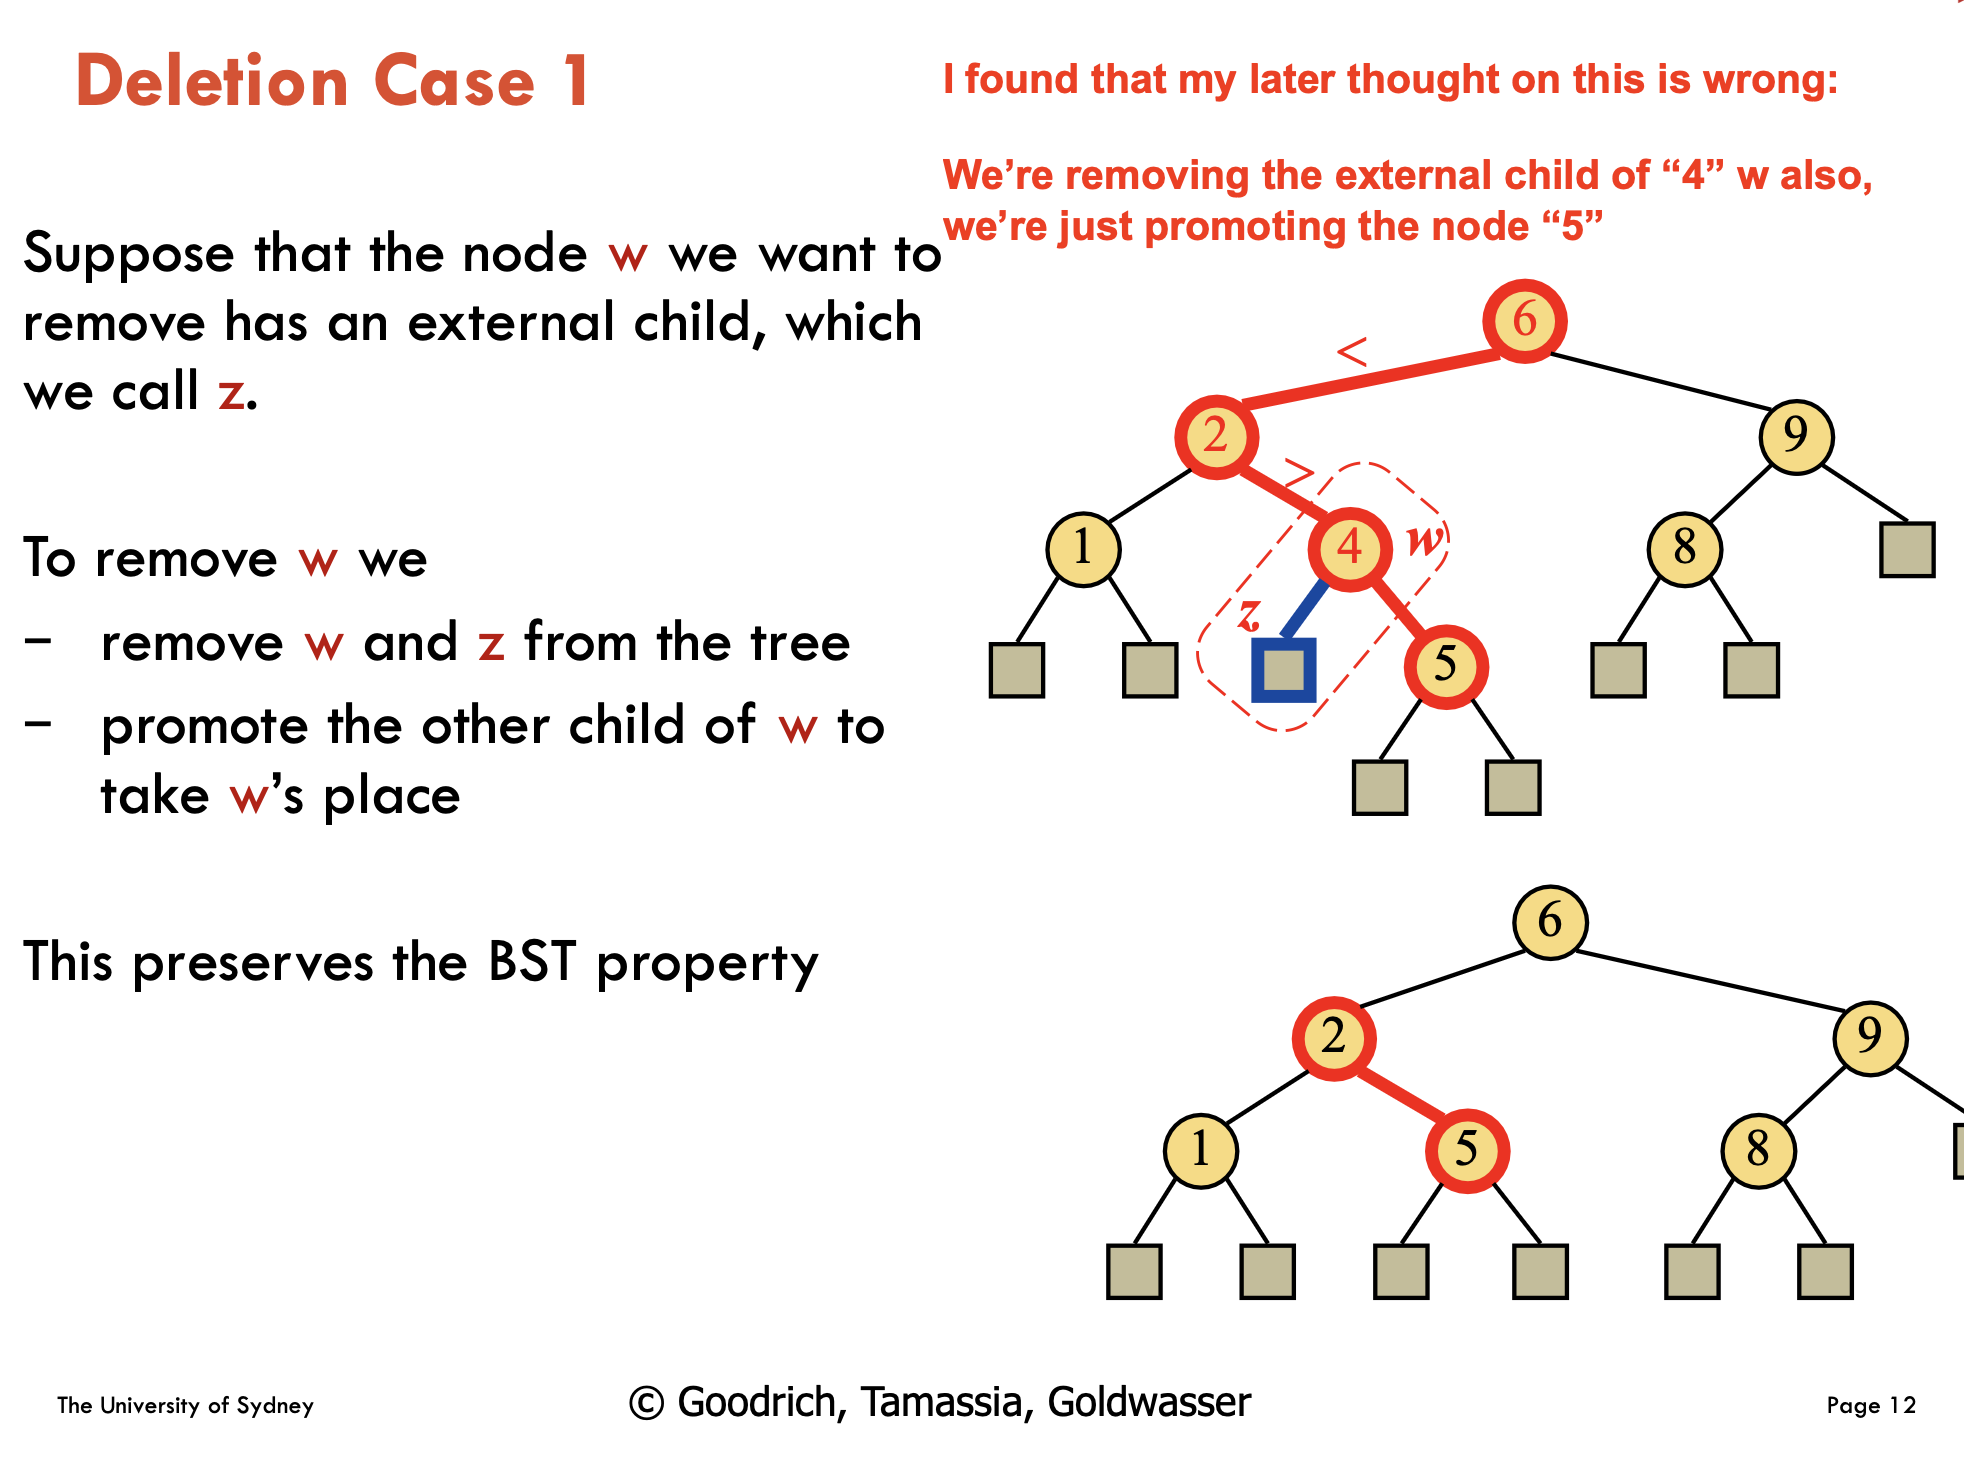 Deletion Case 1
I found that my later thought on this is wrong:
We're removing the external child of “4” w also,
we're just promoting the node “5”
Suppose that the node w we want to
remove has an external child, which
we call z.
To remove w we
– remove w and z from the tree
– promote the other child of w to
take w's place
This preserves the BST property
6
<
2
9
>
1
4
w
8
z
5
6
2
9
1
5
8
The University of Sydney
© Goodrich, Tamassia, Goldwasser
Page 12